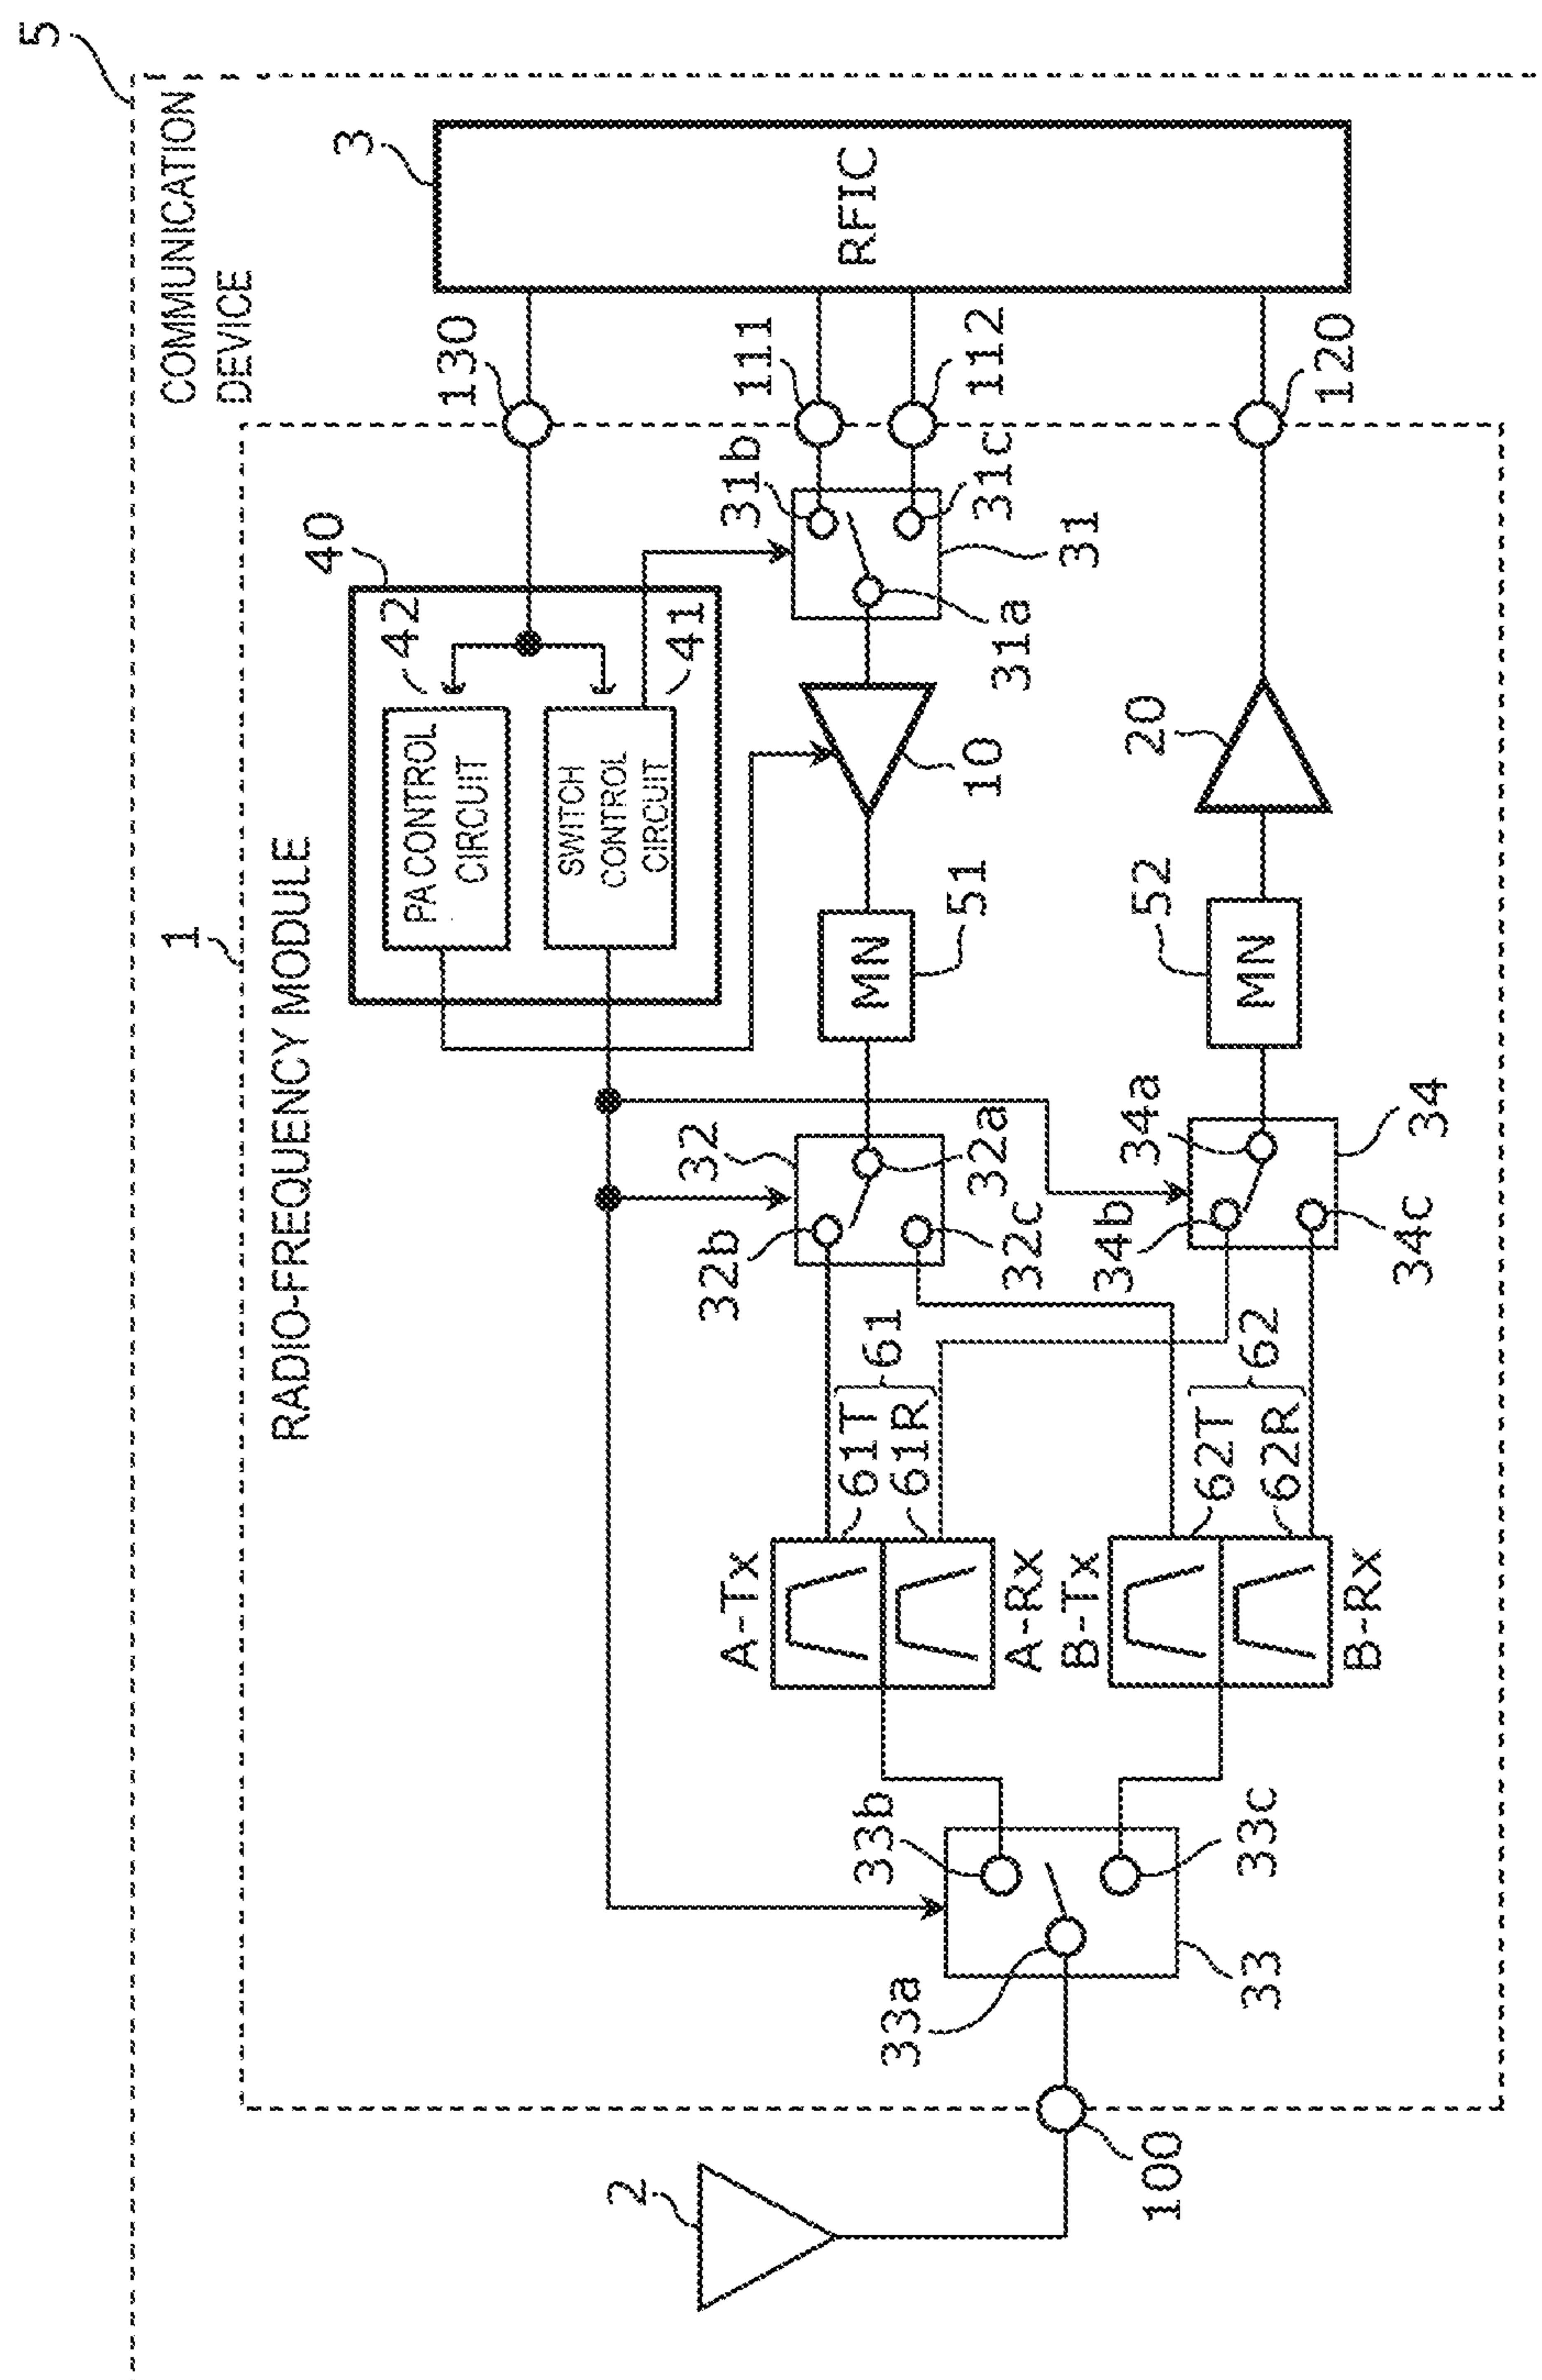 5
COMMUNICATION
DEVICE
1
RADIO-FREQUENCY MODULE
40
42
PA CONTROL
CIRCUIT
41
SWITCH
CONTROL
CIRCUIT
130
3
RFIC
111
112
120
31b
31c
31
31a
10
20
51
MN
52
MN
32
32a
32b
32c
34a
34
34b
34c
61
61T
61R
62
62T
62R
A-Tx
A-Rx
B-Tx
B-Rx
33b
33c
33a
33
2
100